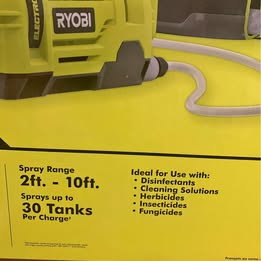 ELECTRO
RYOBI
Spray Range
2ft. - 10ft.
Sprays up to
30 Tanks
Per Charge²
Ideal for Use with:
• Disinfectants
• Cleaning Solutions
• Herbicides
• Insecticides
• Fungicides